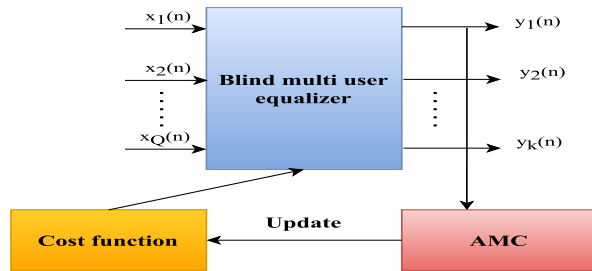 x1(n)
y1(n)
x2(n)
Blind multi user
equalizer
y2(n)
xQ(n)
yk(n)
Update
Cost function
AMC